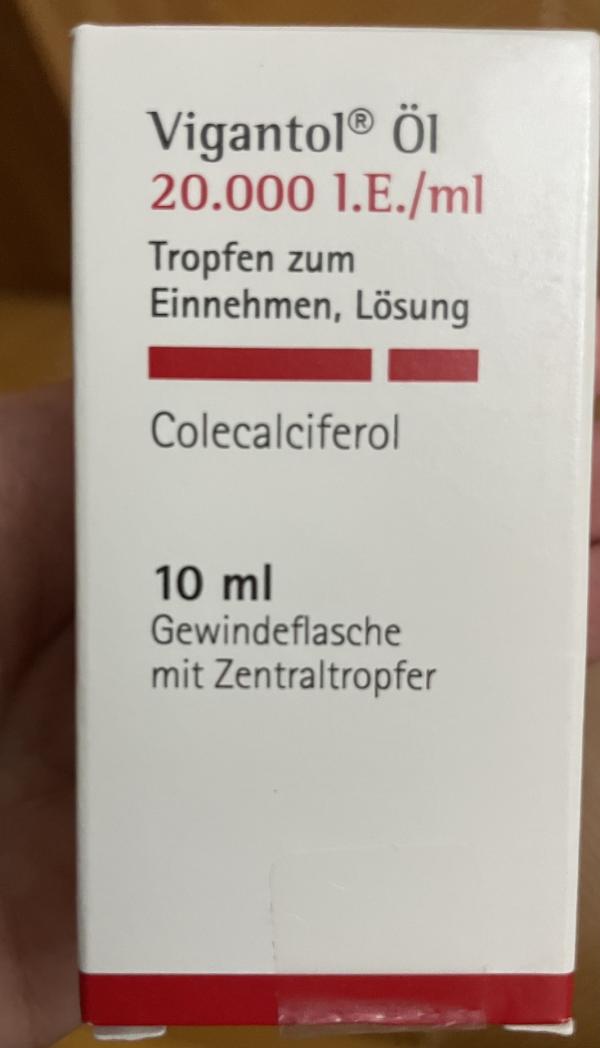 Vigantol® Öl
20.000 I.E./ml
Tropfen zum
Einnehmen, Lösung
Colecalciferol
10 ml
Gewindeflasche
mit Zentraltropfer